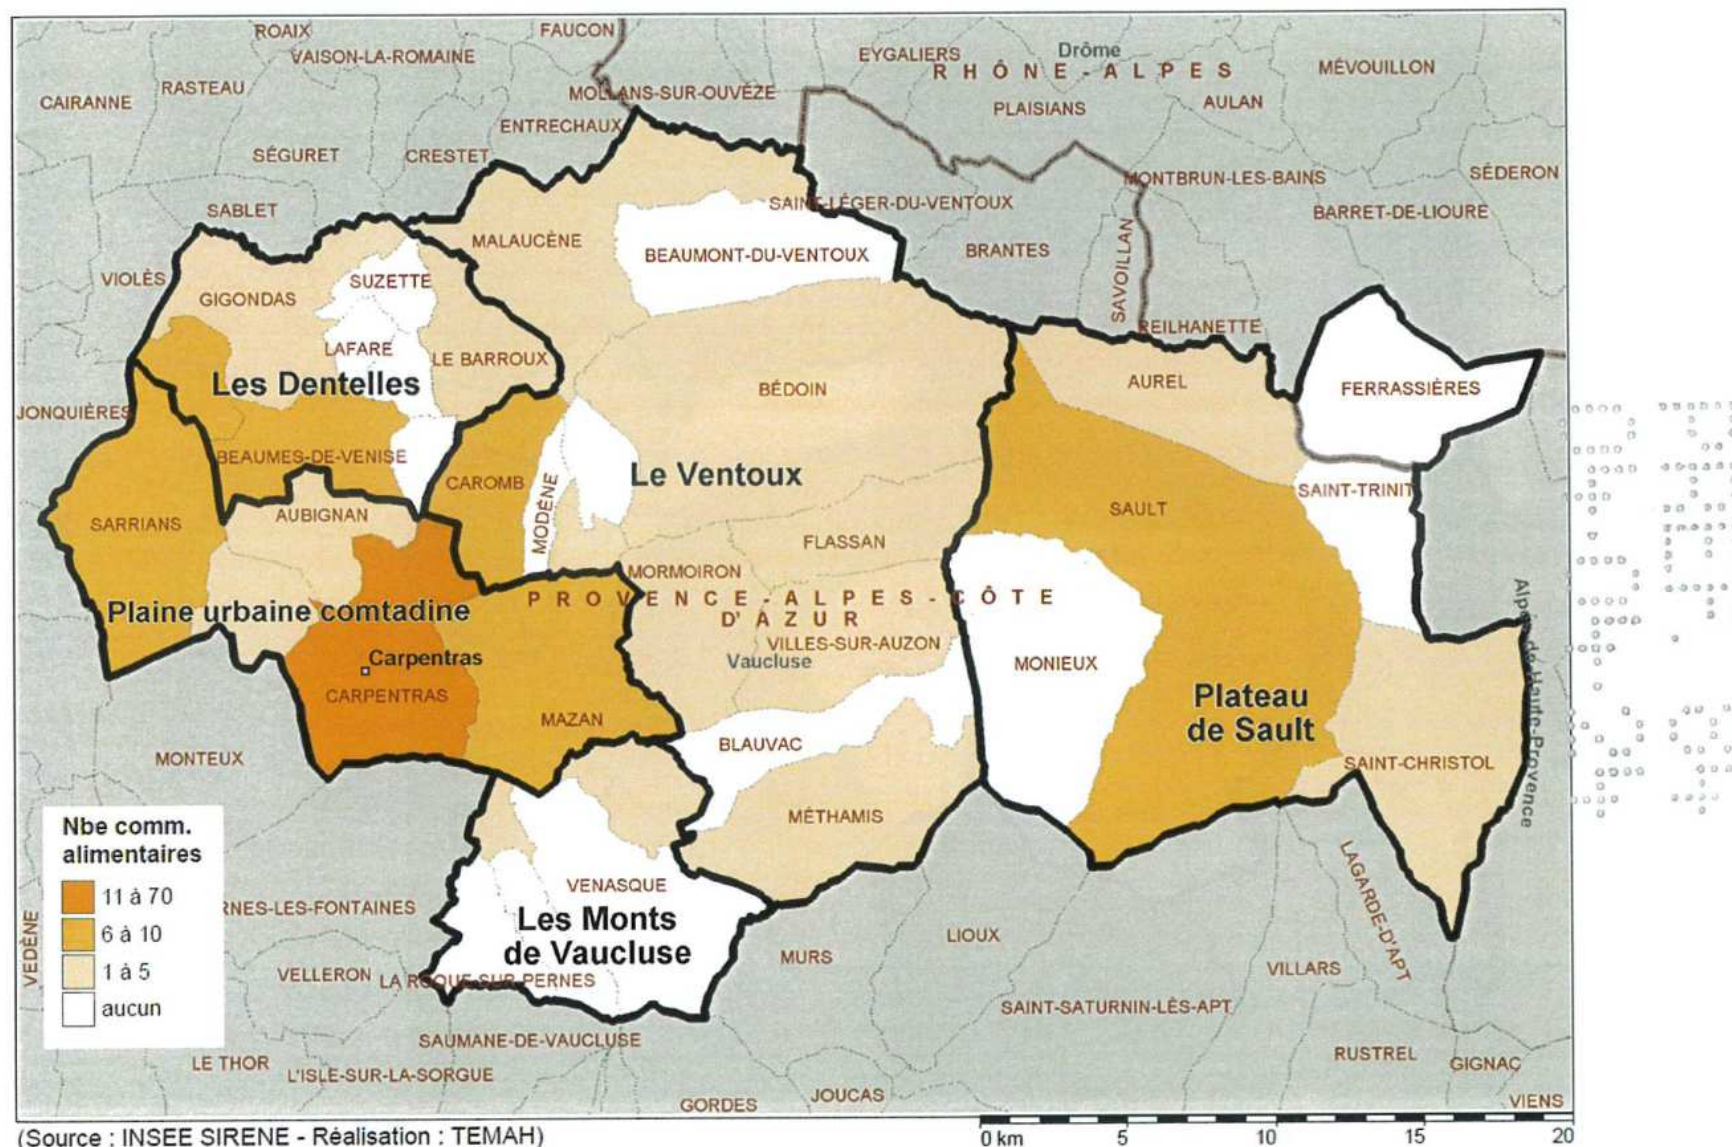 ROAIX
FAUCON
VAISON-LA-ROMAINE
EYGALIERS
Drôme
RHÔNE-ALPES
MÉVOUILLON
CAIRANNE
RASTEAU
MOLLANS-SUR-OUVÈZE
PLAISIANS
AULAN
ENTRECHAUX
SÉGURET
CRESTET
MONTBRUN-LES-BAINS
SÉDERON
SABLET
SAINT-LÉGER-DU-VENTOUX
BARRET-DE-LIOURE
MALAUCÈNE
BEAUMONT-DU-VENTOUX
BRANTES
SAVOILLAN
VIOLÈS
SUZETTE
GIGONDAS
REILHANETTE
LAFARE
LE BARROUX
Les Dentelles
BÉDOIN
AUREL
FERRASSIÈRES
JONQUIÈRES
BEAUMES-DE-VENISE
CAROMB
Le Ventoux
SAINT-TRINIT
SARRIANS
AUBIGNAN
MODÈNE
SAULT
FLASSAN
MORMOIRON
Plaine urbaine comtadine
PROVENCE-ALPES-CÔTE
D'AZUR
VILLES-SUR-AUZON
Vaucluse
Carpentras
CARPENTRAS
MONIEUX
Alpes-de-Haute-Provence
Plateau
de Sault
MAZAN
BLAUVAC
MONTEUX
SAINT-CHRISTOL
MÉTHAMIS
Nbe comm.
alimentaires
11 à 70
6 à 10
1 à 5
aucun
VENASQUE
Les Monts
de Vaucluse
RNES-LES-FONTAINES
VEDÈNE
LIOUX
LAGARDE-D'APT
MURS
VELLERON
LA ROQUE-SUR-PERNES
VILLARS
SAINT-SATURNIN-LÈS-APT
SAUMANE-DE-VAUCLUSE
LE THOR
L'ISLE-SUR-LA-SORGUE
RUSTREL
GIGNAC
JOUCAS
GORDES
VIENS
(Source : INSEE SIRENE - Réalisation : TEMAH)
0 km 5 10 15 20